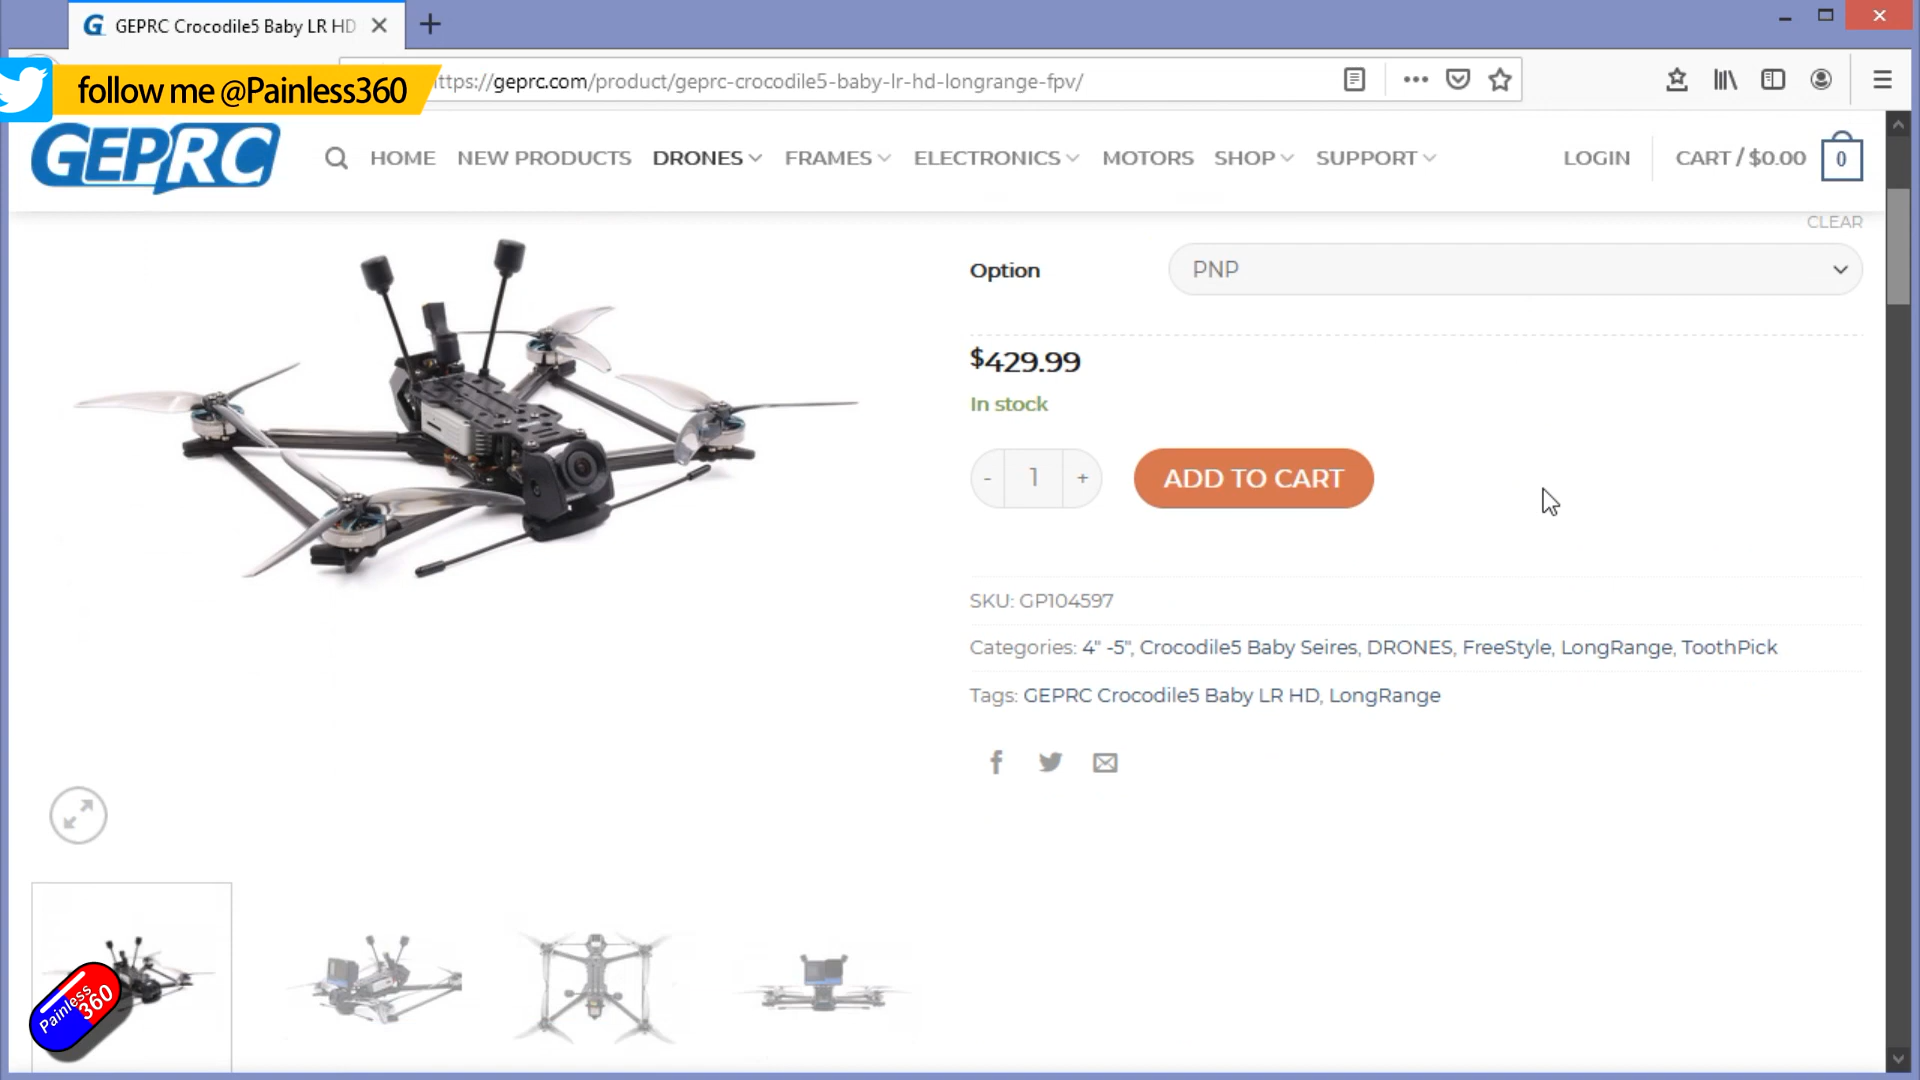 GEPRC Crocodile5 Baby LR HD
follow me @Painless360
ttps://geprc.com/product/geprc-crocodile5-baby-lr-hd-longrange-fpv/
GEPRC
HOME
NEW PRODUCTS
DRONES
FRAMES
ELECTRONICS
MOTORS
SHOP
SUPPORT
LOGIN
CART / $0.00
0
CLEAR
Option
PNP
$429.99
In stock
- 1 +
ADD TO CART
SKU: GP104597
Categories: 4" -5", Crocodile5 Baby Seires, DRONES, FreeStyle, LongRange, ToothPick
Tags: GEPRC Crocodile5 Baby LR HD, LongRange
Painless
360